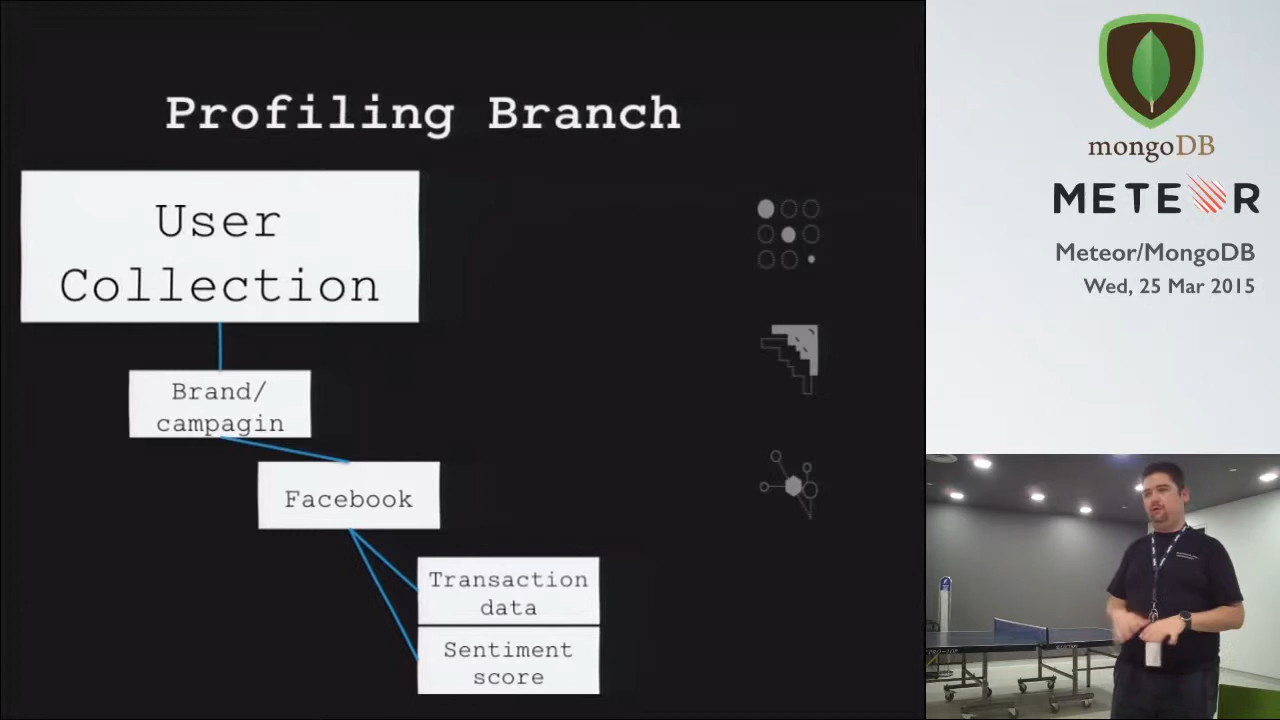 Profiling Branch
User
Collection
Brand/
campagin
Facebook
Transaction
data
Sentiment
score
mongoDB
METEOR
Meteor/MongoDB
Wed, 25 Mar 2015